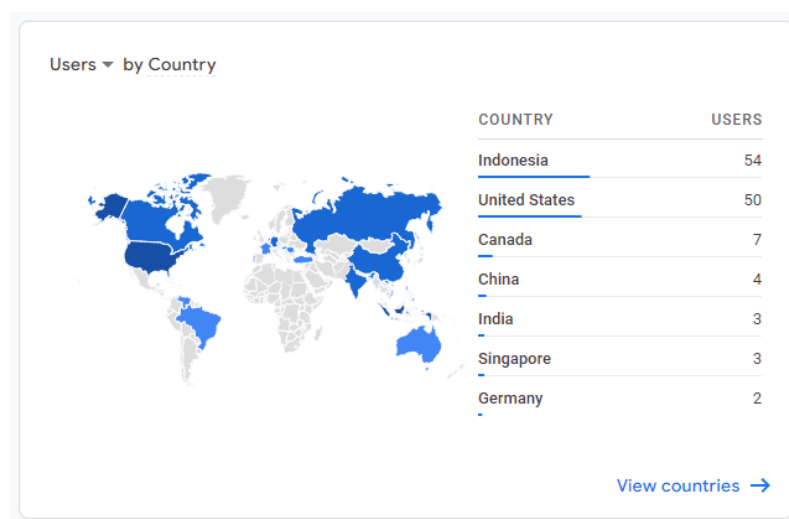 Users by Country
COUNTRY USERS
Indonesia 54
United States 50
Canada 7
China 4
India 3
Singapore 3
Germany 2
View countries →